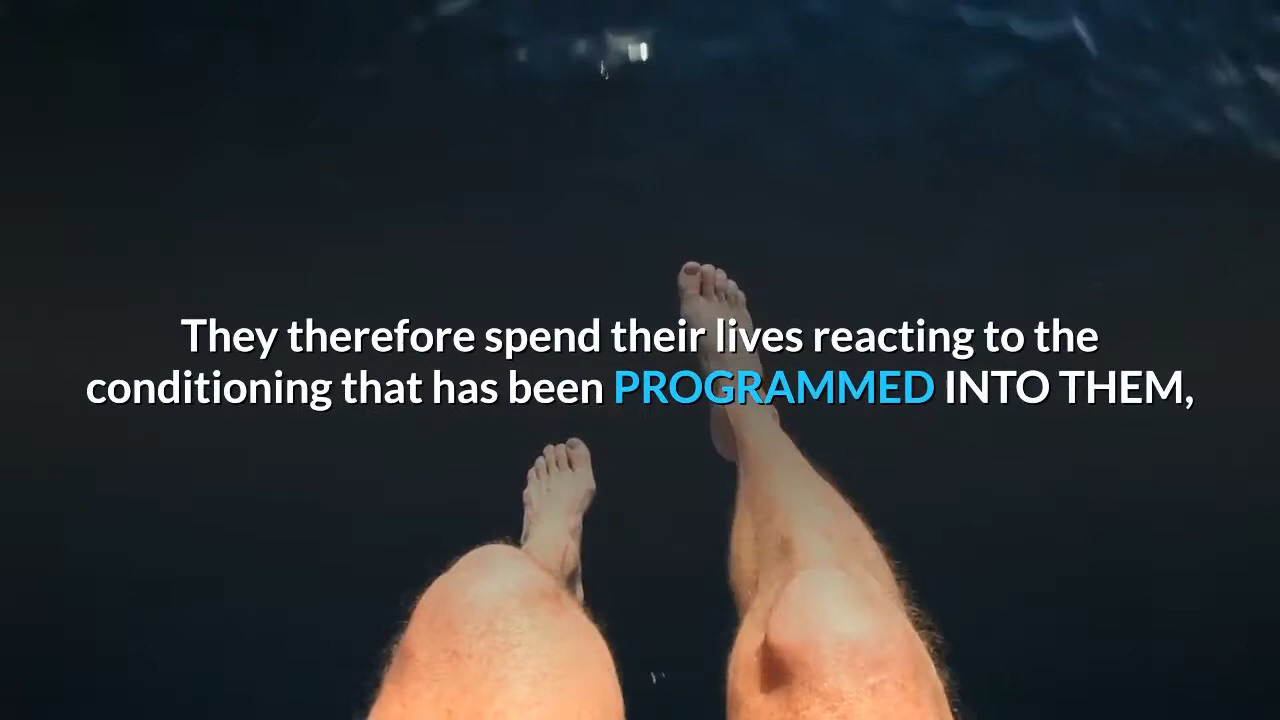 They therefore spend their lives reacting to the
conditioning that has been PROGRAMMED INTO THEM,